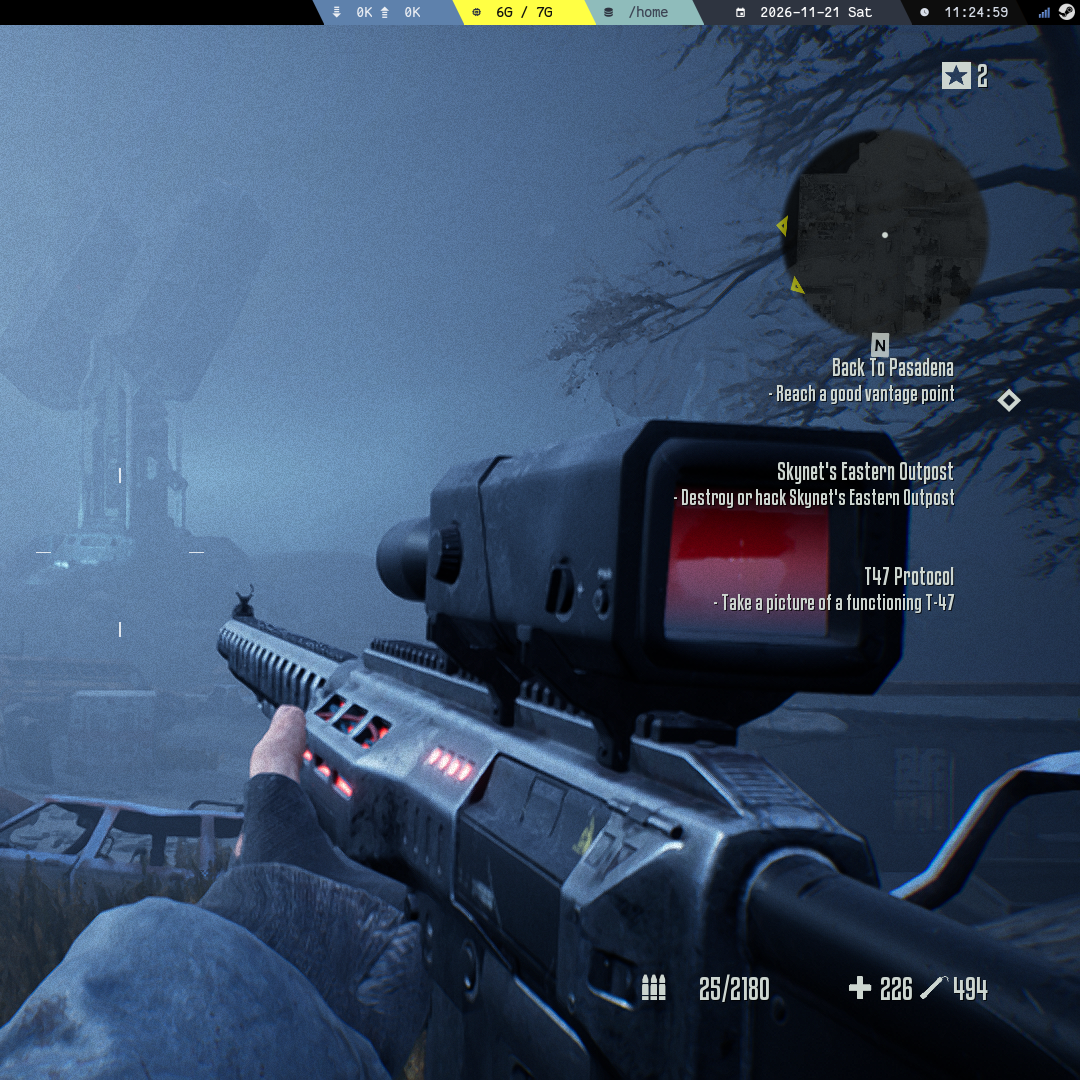 0K 0K 6G / 7G /home 2026-11-21 Sat 11:24:59
2
N
Back To Pasadena
- Reach a good vantage point
Skynet's Eastern Outpost
- Destroy or hack Skynet's Eastern Outpost
T47 Protocol
- Take a picture of a functioning T-47
25/2180 226 494